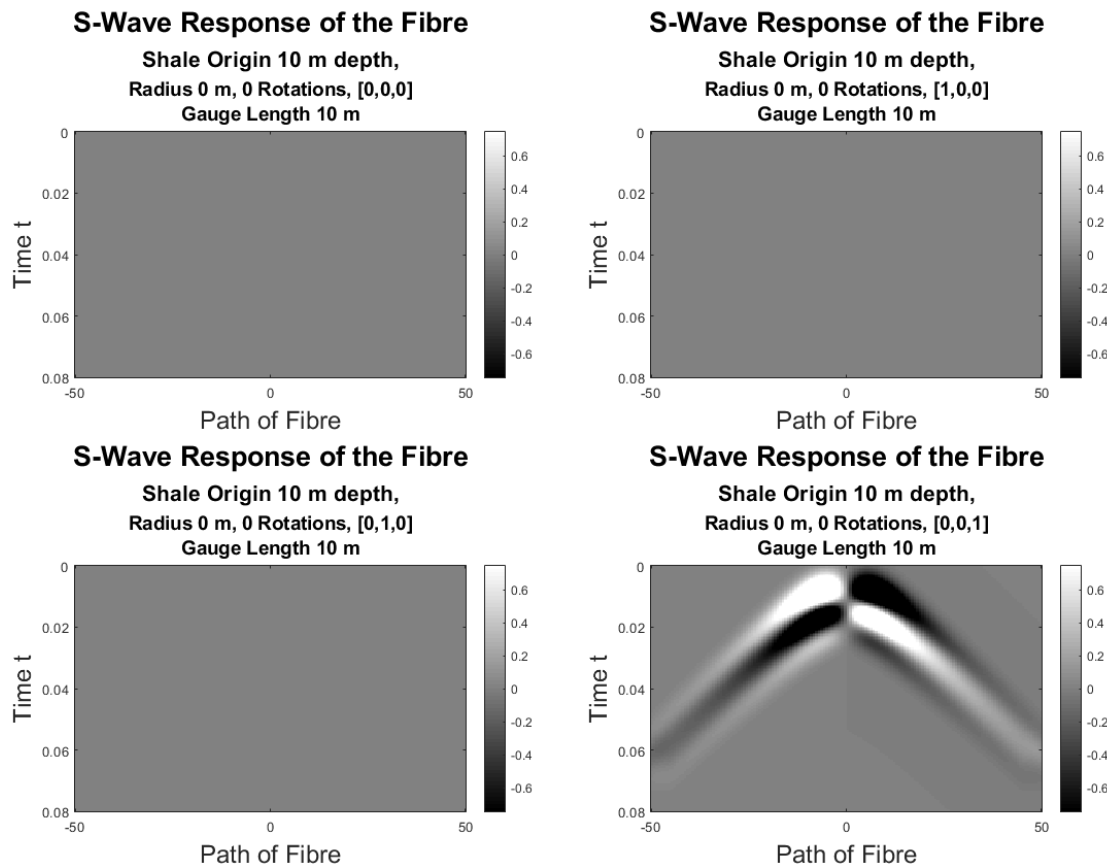 S-Wave Response of the Fibre
Shale Origin 10 m depth,
Radius 0 m, 0 Rotations, [0,0,0]
Gauge Length 10 m
0
0.02
0.04
0.06
0.08
Time t
-50
0
50
Path of Fibre
0.6
0.4
0.2
0
-0.2
-0.4
-0.6
S-Wave Response of the Fibre
Shale Origin 10 m depth,
Radius 0 m, 0 Rotations, [1,0,0]
Gauge Length 10 m
0
0.02
0.04
0.06
0.08
Time t
-50
0
50
Path of Fibre
0.6
0.4
0.2
0
-0.2
-0.4
-0.6
S-Wave Response of the Fibre
Shale Origin 10 m depth,
Radius 0 m, 0 Rotations, [0,1,0]
Gauge Length 10 m
0
0.02
0.04
0.06
0.08
Time t
-50
0
50
Path of Fibre
0.6
0.4
0.2
0
-0.2
-0.4
-0.6
S-Wave Response of the Fibre
Shale Origin 10 m depth,
Radius 0 m, 0 Rotations, [0,0,1]
Gauge Length 10 m
0
0.02
0.04
0.06
0.08
Time t
-50
0
50
Path of Fibre
0.6
0.4
0.2
0
-0.2
-0.4
-0.6